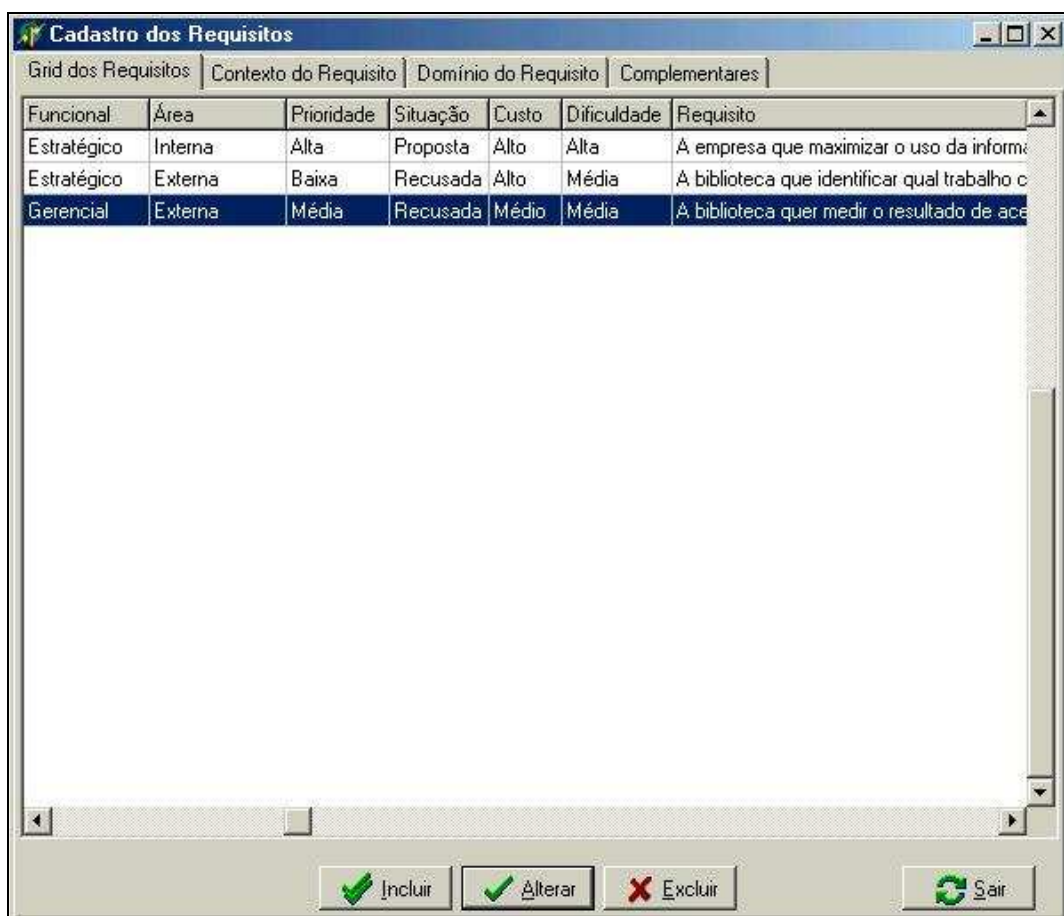 Cadastro dos Requisitos
Grid dos Requisitos Contexto do Requisito Domínio do Requisito Complementares
Funcional Área Prioridade Situação Custo Dificuldade Requisito
Estratégico Interna Alta Proposta Alto Alta A empresa que maximizar o uso da informa
Estratégico Externa Baixa Recusada Alto Média A biblioteca que identificar qual trabalho c
Gerencial Externa Média Recusada Médio Média A biblioteca quer medir o resultado de ace
Incluir Alterar Excluir Sair